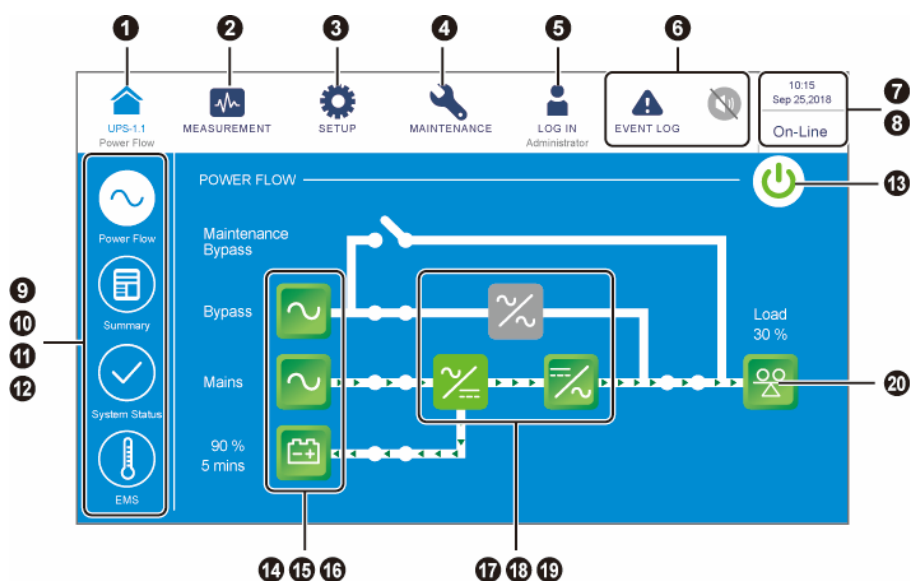 1 2 3 4 5 6
UPS-1.1
Power Flow
MEASUREMENT
SETUP
MAINTENANCE
LOG IN
Administrator
EVENT LOG
10:15
Sep 25,2018
On-Line
7
8
POWER FLOW
13
Power Flow
Summary
System Status
EMS
9
10
11
12
Maintenance
Bypass
Bypass
Mains
90 %
5 mins
Load
30 %
20
14 15 16
17 18 19